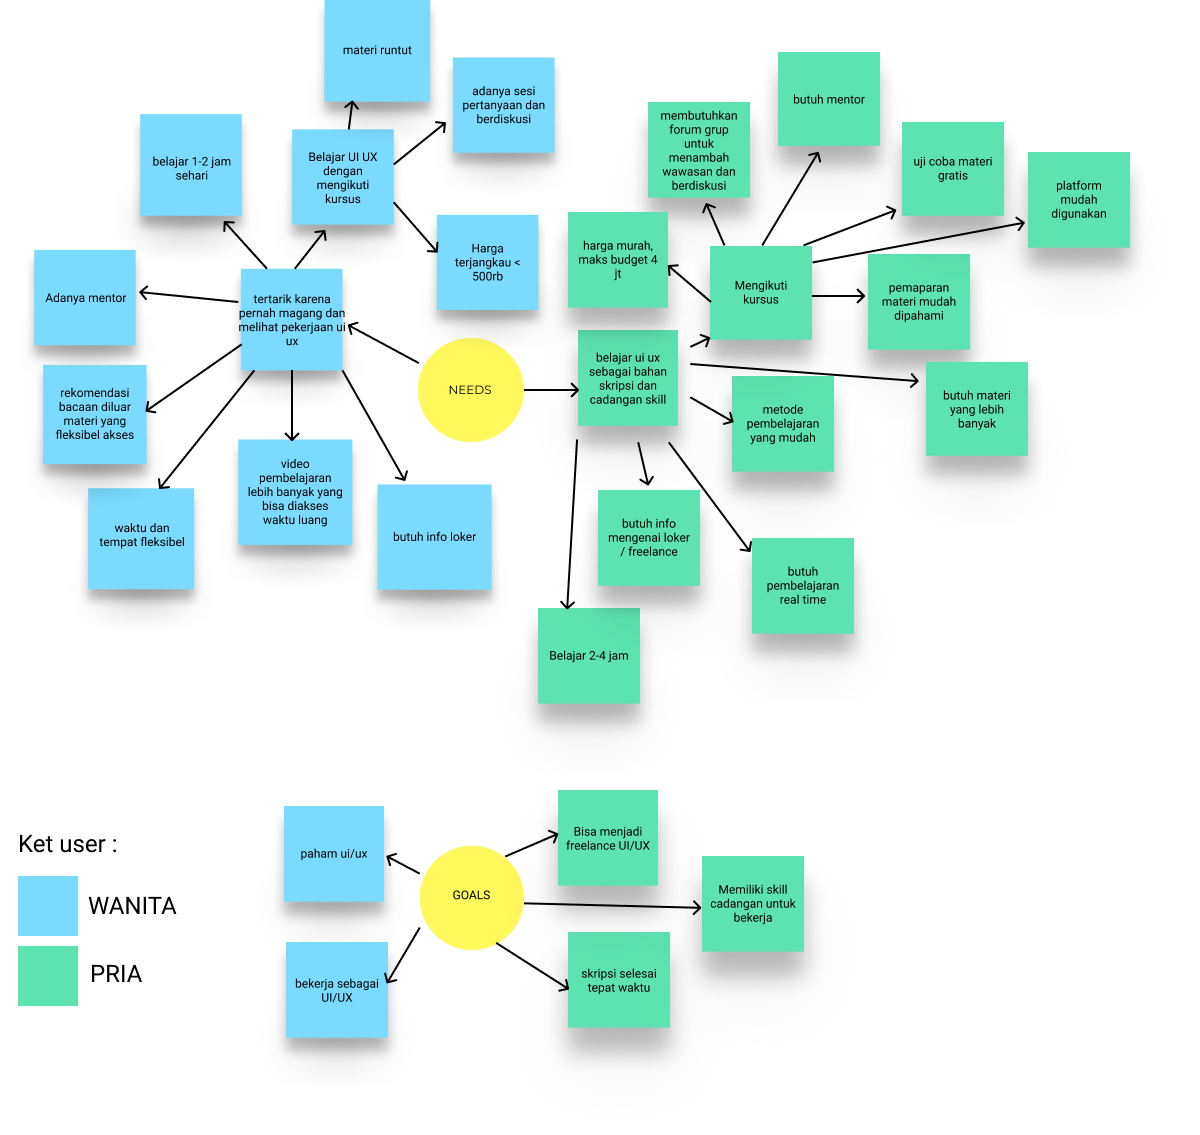 materi runtut
adanya sesi
pertanyaan dan
berdiskusi
belajar 1-2 jam
sehari
Belajar UI UX
dengan
mengikuti
kursus
Harga
terjangkau <
500rb
Adanya mentor
tertarik karena
pernah magang dan
melihat pekerjaan ui
ux
rekomendasi
bacaan diluar
materi yang
fleksibel akses
waktu dan
tempat fleksibel
video
pembelajaran
lebih banyak yang
bisa diakses
waktu luang
butuh info loker
NEEDS
membutuhkan
forum grup
untuk
menambah
wawasan dan
berdiskusi
butuh mentor
uji coba materi
gratis
platform
mudah
digunakan
harga murah,
maks budget 4
jt
Mengikuti
kursus
pemaparan
materi mudah
dipahami
belajar ui ux
sebagai bahan
skripsi dan
cadangan skill
metode
pembelajaran
yang mudah
butuh materi
yang lebih
banyak
butuh info
mengenai loker
/ freelance
butuh
pembelajaran
real time
Belajar 2-4 jam
Ket user :
WANITA
PRIA
paham ui/ux
bekerja sebagai
UI/UX
GOALS
Bisa menjadi
freelance UI/UX
Memiliki skill
cadangan untuk
bekerja
skripsi selesai
tepat waktu